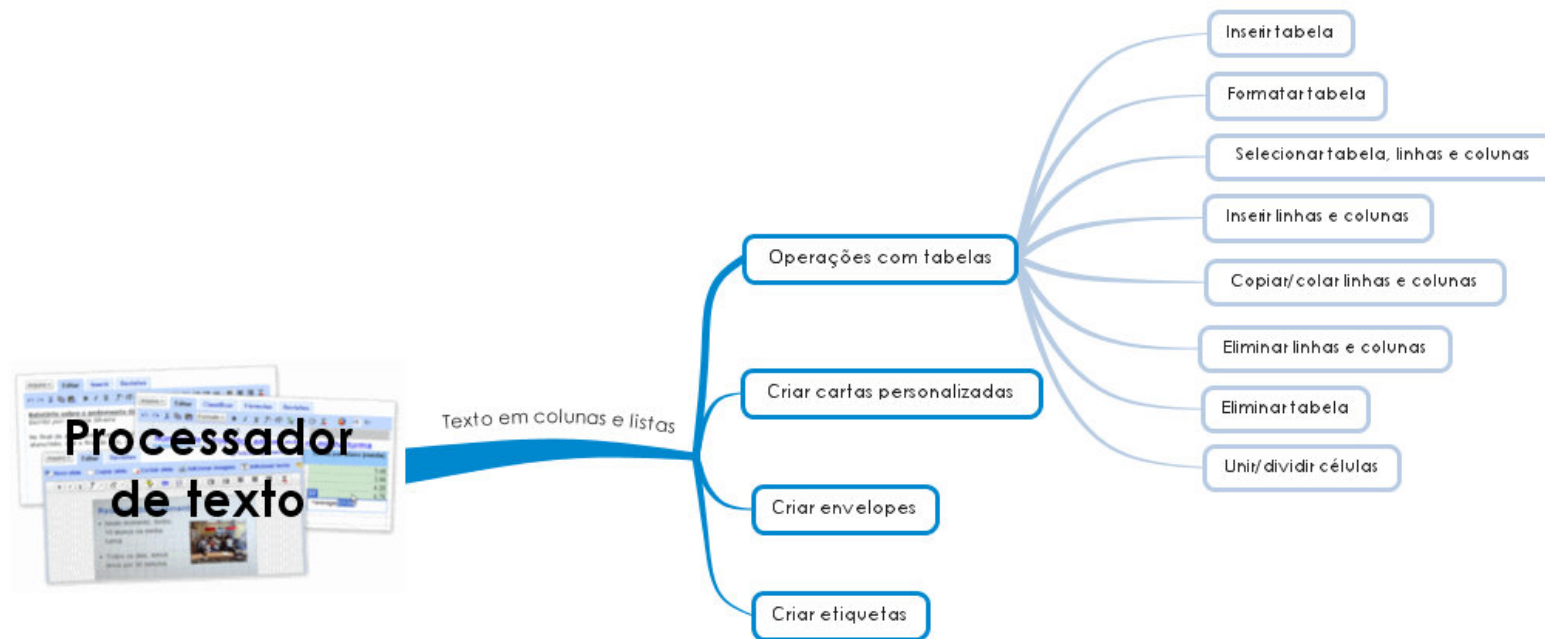 Processador
de texto
Texto em colunas e listas
Operações com tabelas
Inserir tabela
Formatar tabela
Selecionar tabela, linhas e colunas
Inserir linhas e colunas
Copiar/colar linhas e colunas
Eliminar linhas e colunas
Eliminar tabela
Unir/dividir células
Criar cartas personalizadas
Criar envelopes
Criar etiquetas